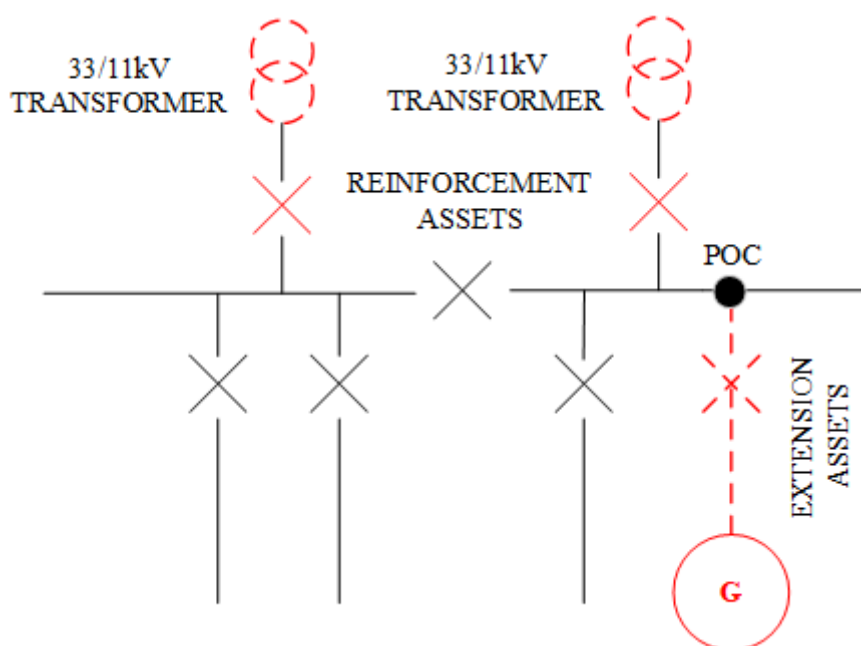 33/11kV
TRANSFORMER
33/11kV
TRANSFORMER
REINFORCEMENT
ASSETS
POC
EXTENSION
ASSETS
G